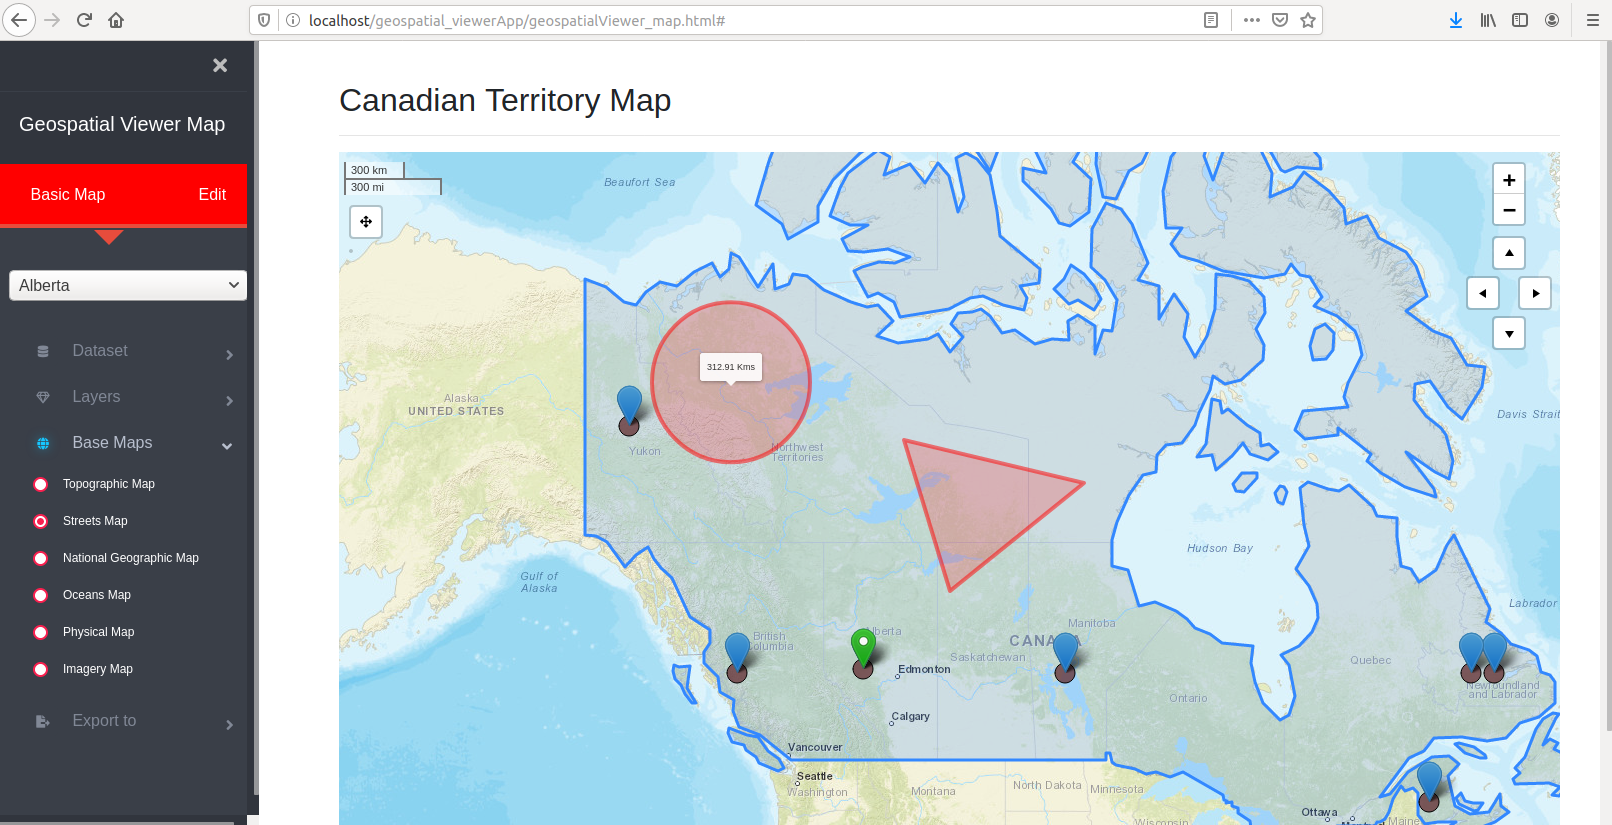 localhost/geospatial_viewerApp/geospatialViewer_map.html#
Geospatial Viewer Map
Basic Map
Edit
Alberta
Dataset
Layers
Base Maps
Topographic Map
Streets Map
National Geographic Map
Oceans Map
Physical Map
Imagery Map
Export to
Canadian Territory Map
300 km
300 mi
+
−
Beaufort Sea
312.91 Kms
Alaska
UNITED STATES
Yukon
Northwest
Territories
Davis Strait
Hudson Bay
Gulf of
Alaska
Labrador
British
Columbia
Alberta
Edmonton
Saskatchewan
CANADA
Manitoba
Quebec
Newfoundland
and Labrador
Ontario
Calgary
Vancouver
Seattle
Washington
Montana
North Dakota
Minnesota
Wisconsin
Ottawa
Montreal
Maine